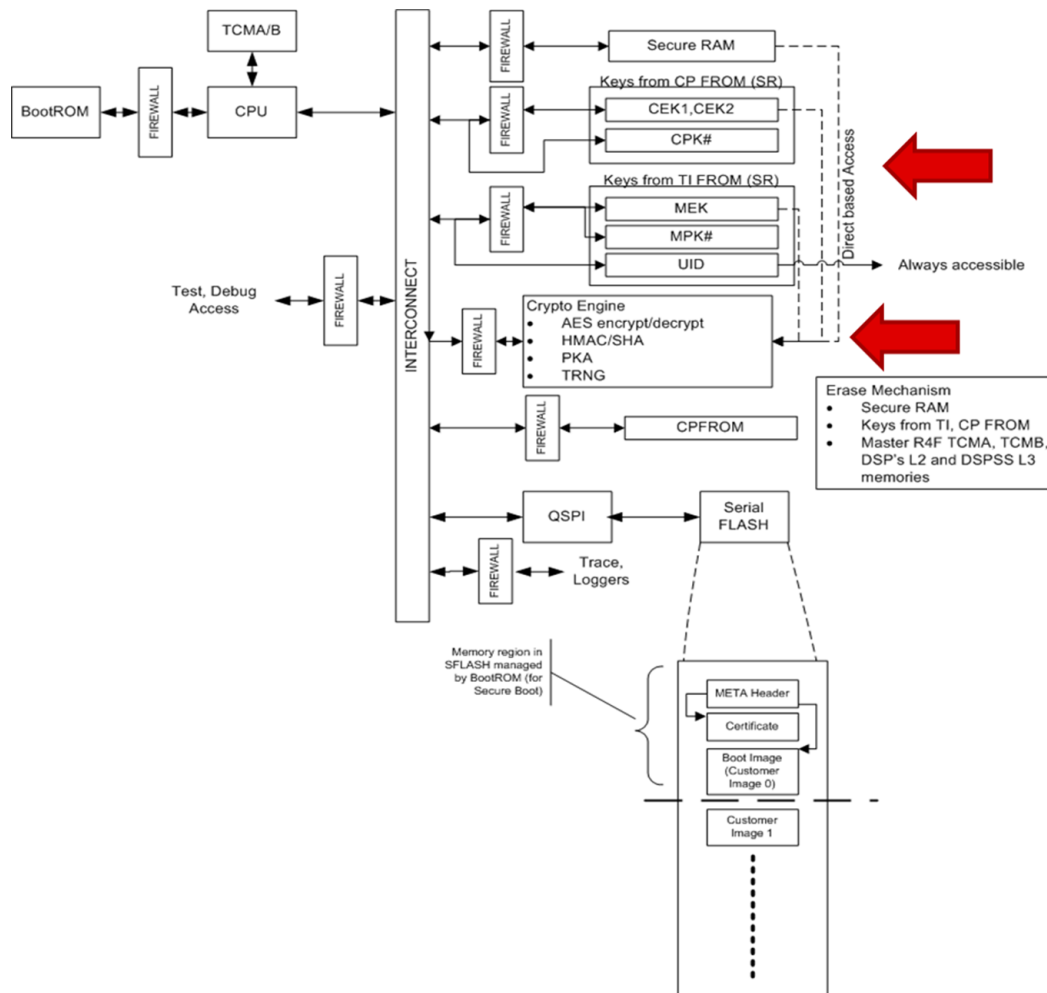 TCMA/B
BootROM
FIREWALL
CPU
INTERCONNECT
FIREWALL
Secure RAM
Keys from CP FROM (SR)
FIREWALL
CEK1,CEK2
CPK#
Keys from TI FROM (SR)
FIREWALL
MEK
MPK#
UID
Direct based Access
Always accessible
Test, Debug
Access
FIREWALL
FIREWALL
Crypto Engine
• AES encrypt/decrypt
• HMAC/SHA
• PKA
• TRNG
Erase Mechanism
• Secure RAM
• Keys from TI, CP FROM
• Master R4F TCMA, TCMB,
DSP's L2 and DSPSS L3
memories
FIREWALL
CPFROM
QSPI
Serial
FLASH
FIREWALL
Trace,
Loggers
Memory region in
SFLASH managed
by BootROM (for
Secure Boot)
META Header
Certificate
Boot Image
(Customer
Image 0)
Customer
Image 1